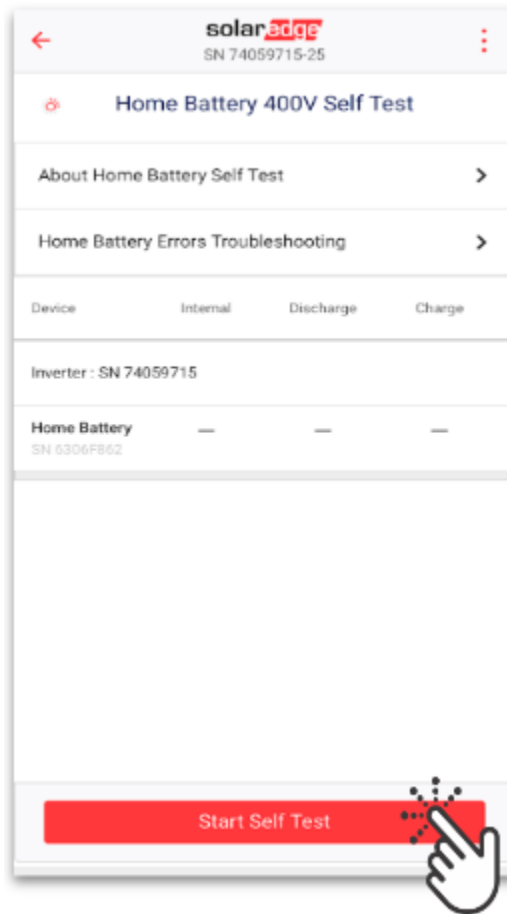 solaredge
SN 74059715-25
Home Battery 400V Self Test
About Home Battery Self Test
Home Battery Errors Troubleshooting
Device Internal Discharge Charge
Inverter : SN 74059715
Home Battery — — —
SN 6306F862
Start Self Test